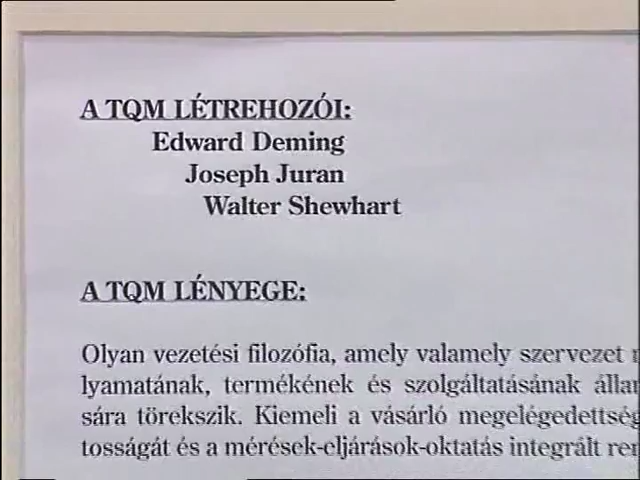 A TQM LÉTREHOZÓI:
Edward Deming
Joseph Juran
Walter Shewhart
A TQM LÉNYEGE:
Olyan vezetési filozófia, amely valamely szervezet
lyamatának, termékének és szolgáltatásának
sára törekszik. Kiemeli a vásárló
tosságát és a mérések-eljárások-oktatás integrált